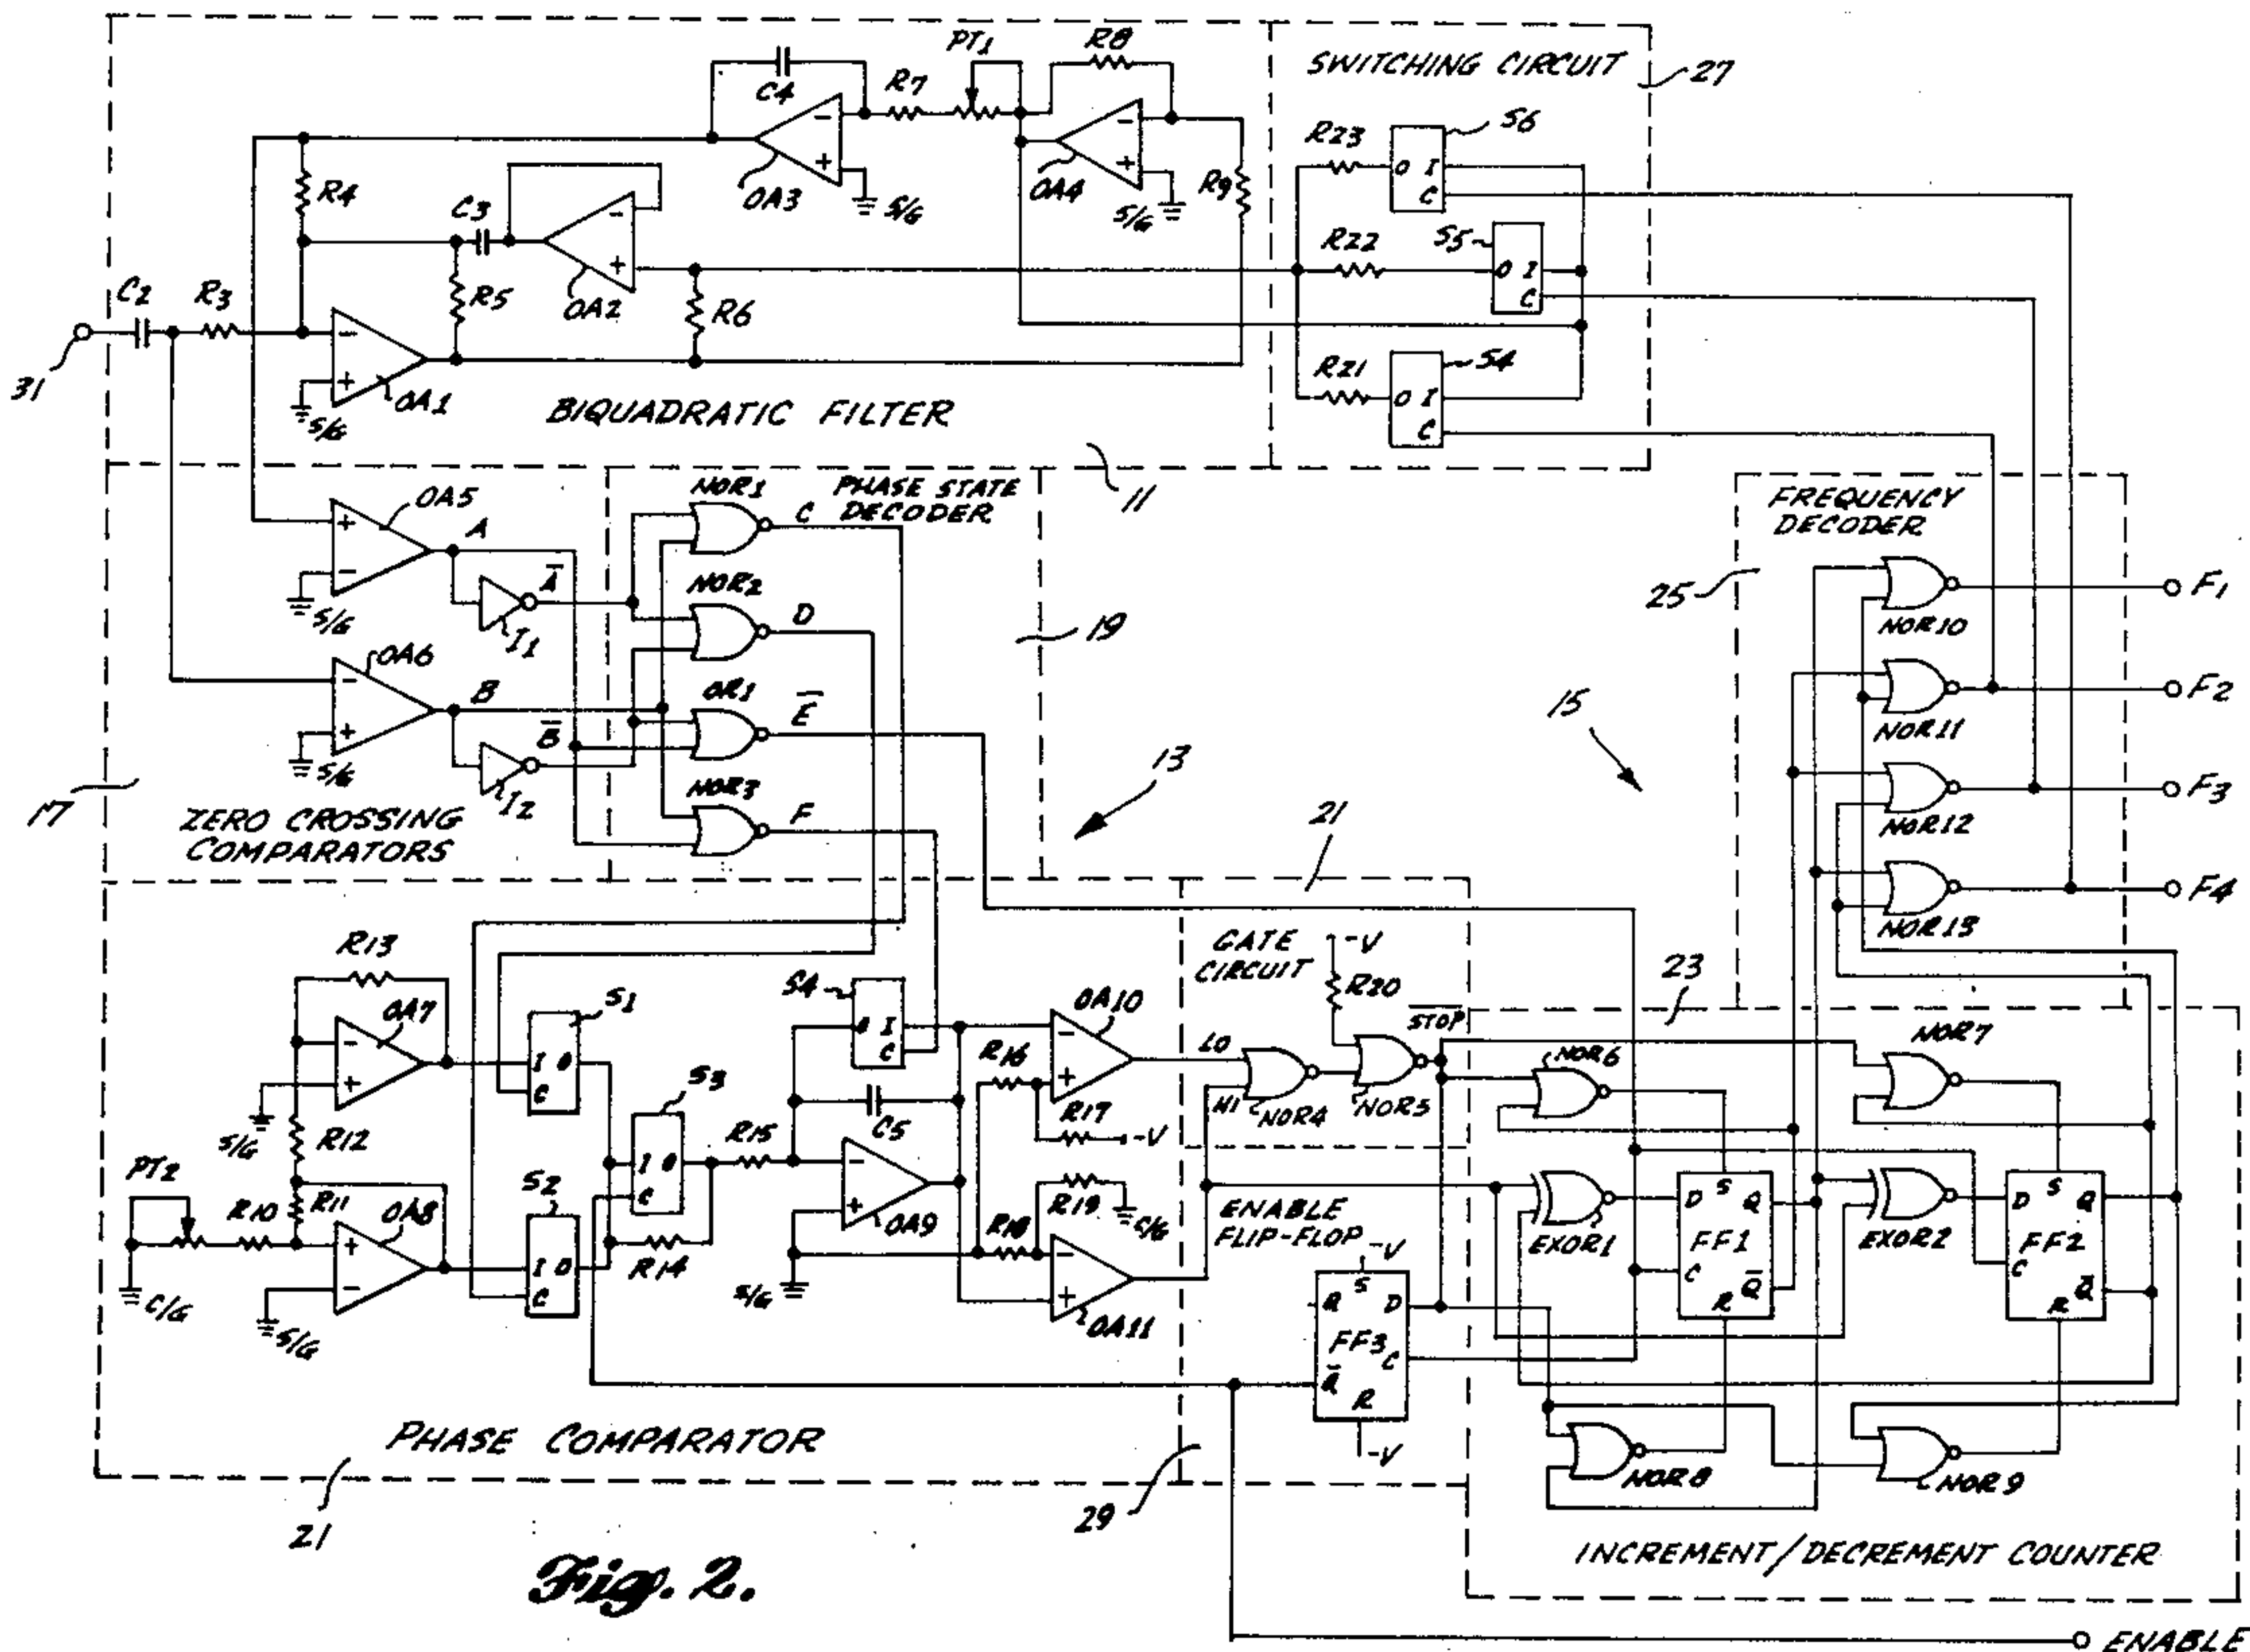 SWITCHING CIRCUIT
27
C4
R7
PT1
R8
OA3
S/G
OA4
S/G
R9
R23
S6
O I
C
R4
C3
OA2
R5
R6
R22
S5
O I
C
C2
R3
31
S/G
OA1
R21
S4
O I
C
BIQUADRATIC FILTER
11
OA5
A
S/G
I1
A̅
NOR1
C
PHASE STATE
DECODER
NOR2
D
19
OA6
B
S/G
I2
B̅
OR1
E̅
NOR3
F
17
ZERO CROSSING
COMPARATORS
13
15
FREQUENCY
DECODER
25
NOR10
F1
NOR11
F2
NOR12
F3
NOR13
F4
21
GATE
CIRCUIT
-V
R20
STOP̅
23
R13
OA7
S/G
R12
S1
I O
C
PT2
R10
R11
OA8
C/G
S/G
S2
I O
C
S3
I O
C
R14
R15
S4
O I
C
C5
OA9
S/G
R16
R17
-V
OA10
R18
R19
C/G
OA11
LO
HI
NOR4
NOR5
NOR6
NOR7
ENABLE
FLIP-FLOP
-V
S
Q D
FF3
C
Q̅
R
-V
EXOR1
D S Q
FF1
C
R Q̅
EXOR2
D S Q
FF2
C
R Q̅
NOR8
NOR9
PHASE COMPARATOR
21
29
INCREMENT/DECREMENT COUNTER
Fig. 2.
ENABLE